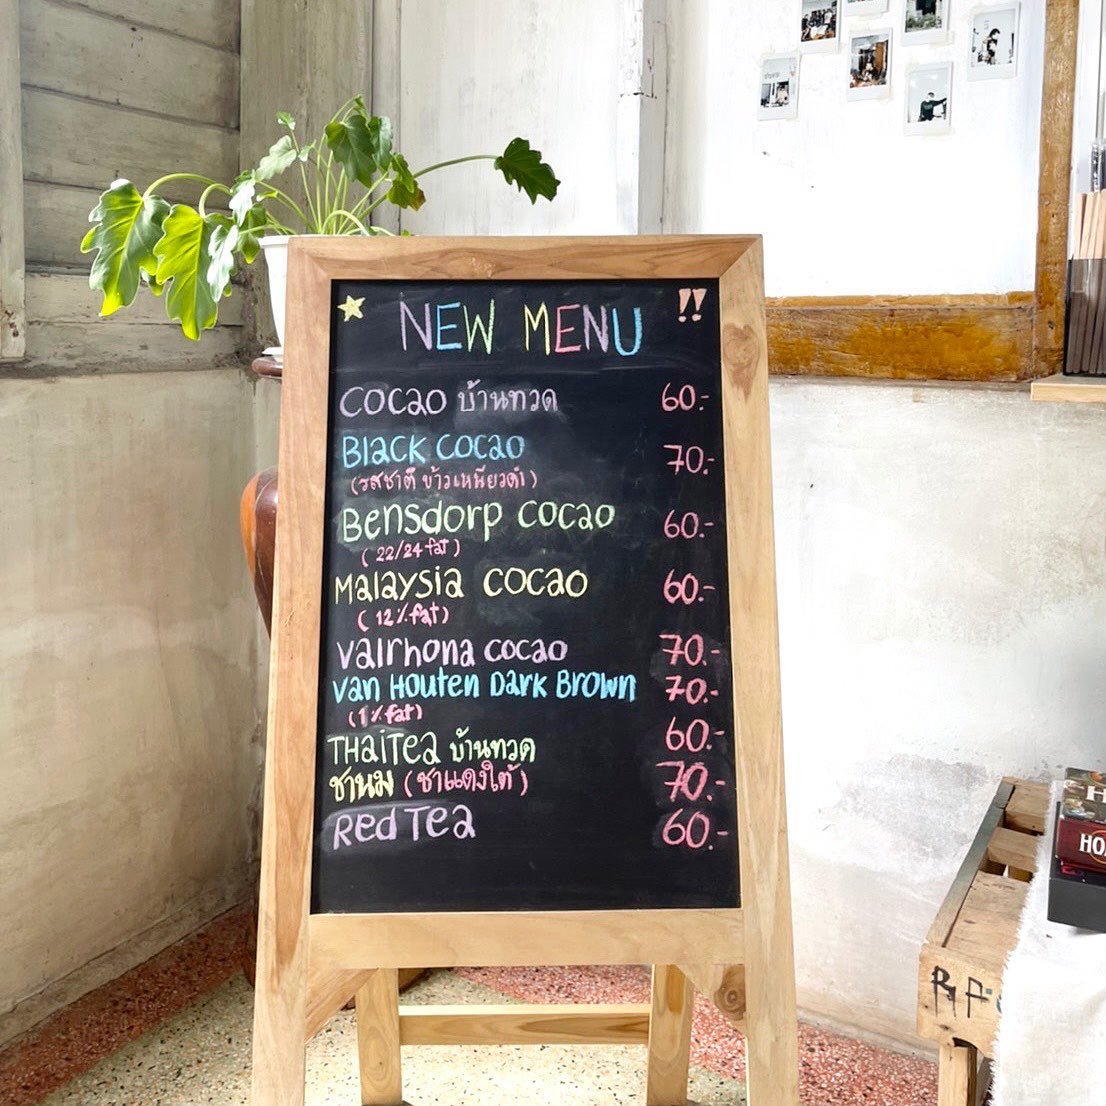 NEW MENU !!
COCAO บ้านทวด 60.-
BLACK COCAO 70.-
(รสชาติ ข้าวเหนียวดำ)
Bensdorp COCAO 60.-
(22/24 fat)
MALAYSIA COCAO 60.-
(12% fat)
Valrhona COCAO 70.-
Van Houten Dark Brown 70.-
(1% fat)
THAITEA บ้านทวด 60.-
ชานม (ชาแดงใต้) 70.-
Red Tea 60.-